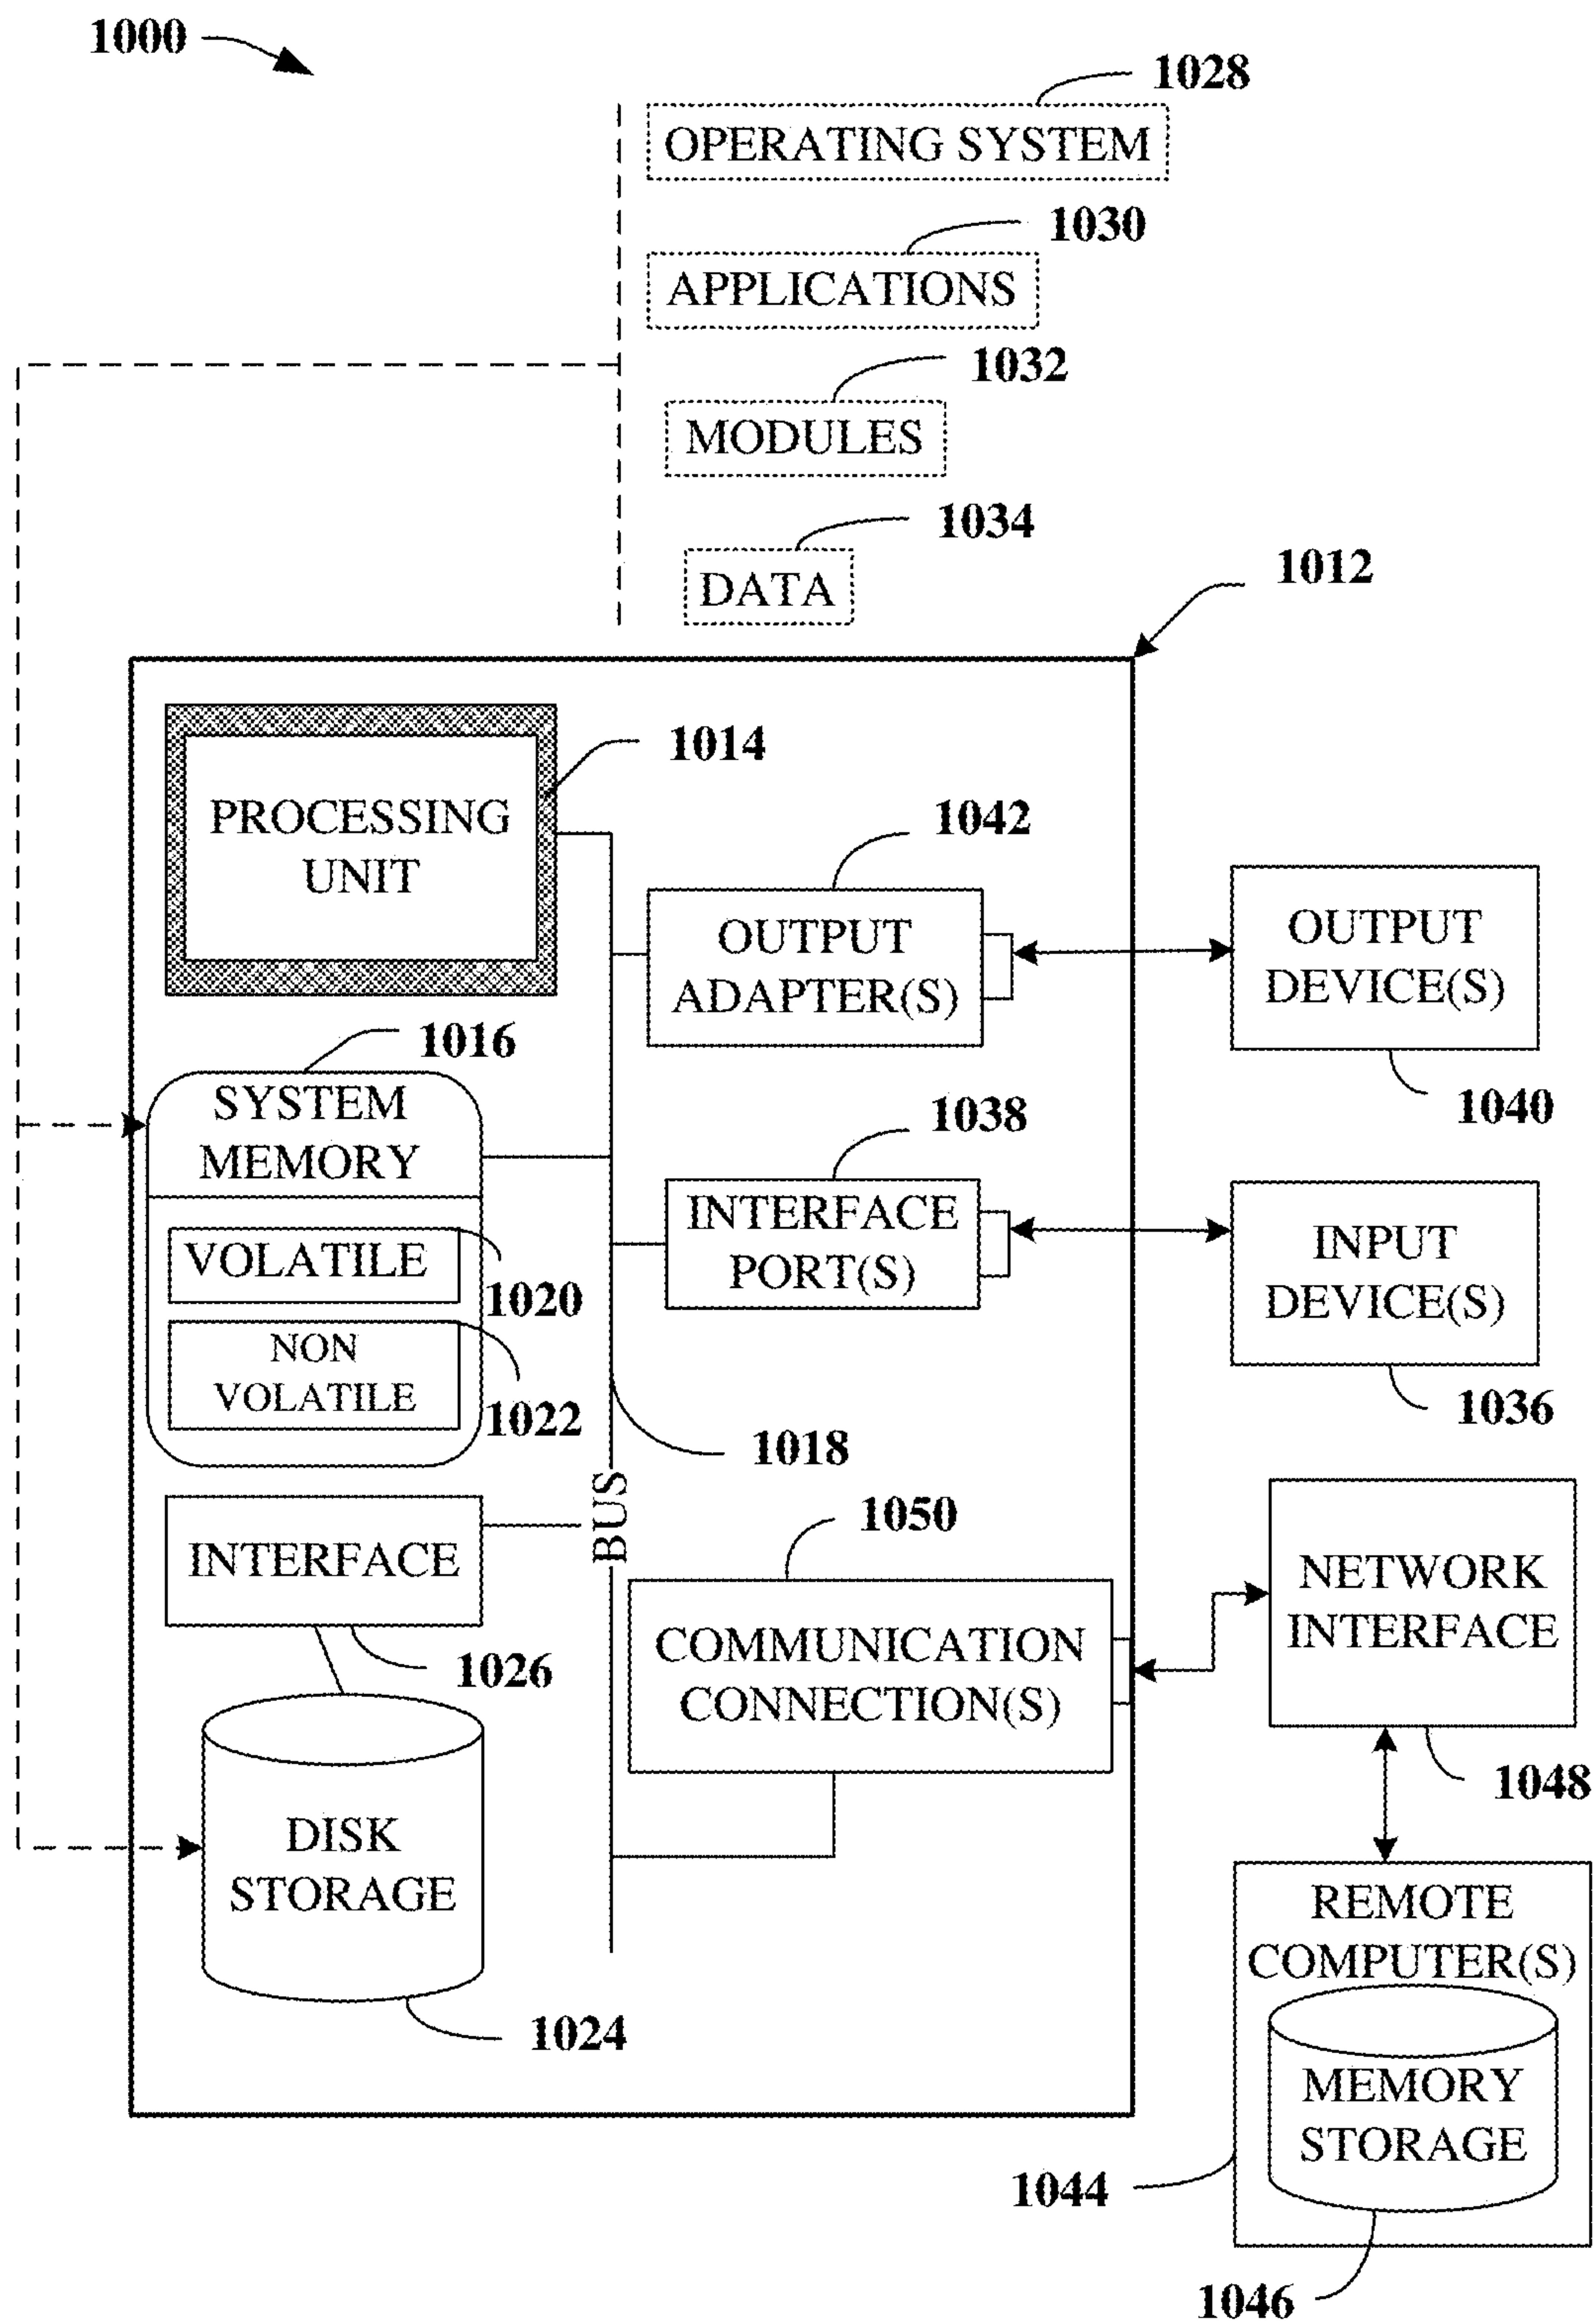 1000
1028
OPERATING SYSTEM
1030
APPLICATIONS
1032
MODULES
1034
DATA
1012
1014
PROCESSING
UNIT
1042
OUTPUT
ADAPTER(S)
OUTPUT
DEVICE(S)
1040
1016
SYSTEM
MEMORY
VOLATILE
1020
NON
VOLATILE
1022
1038
INTERFACE
PORT(S)
INPUT
DEVICE(S)
1036
1018
BUS
INTERFACE
1026
1050
COMMUNICATION
CONNECTION(S)
NETWORK
INTERFACE
1048
DISK
STORAGE
1024
REMOTE
COMPUTER(S)
MEMORY
STORAGE
1044
1046